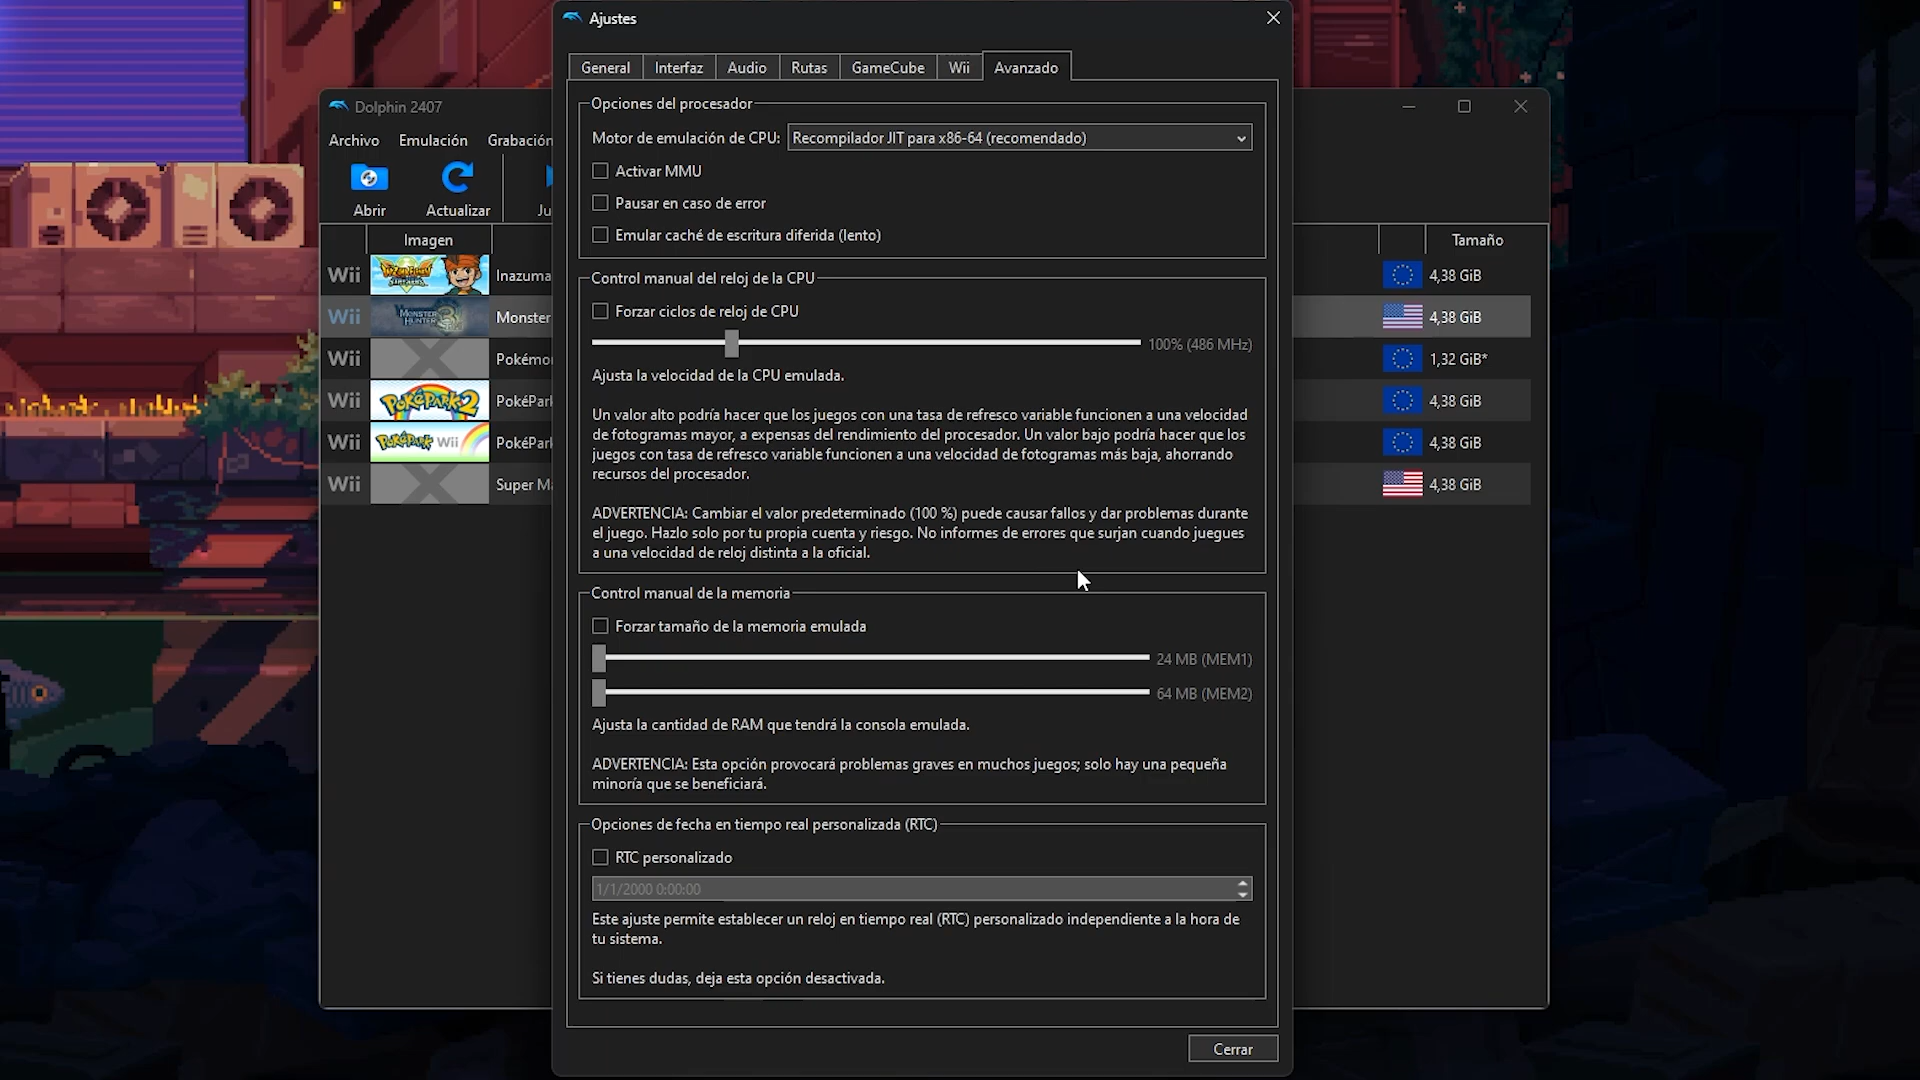 Ajustes
General
Interfaz
Audio
Rutas
GameCube
Wii
Avanzado
Dolphin 2407
Archivo
Emulación
Grabación
Abrir
Actualizar
Ju
Imagen
Tamaño
Wii
Inazuma
4,38 GiB
Wii
MONSTER HUNTER 3
Monster
4,38 GiB
Wii
Pokémo
1,32 GiB*
Wii
POKÉPARK 2
PokéPark
4,38 GiB
Wii
POKÉPARK Wii
PokéPark
4,38 GiB
Wii
Super Ma
4,38 GiB
Opciones del procesador
Motor de emulación de CPU: Recompilador JIT para x86-64 (recomendado)
Activar MMU
Pausar en caso de error
Emular caché de escritura diferida (lento)
Control manual del reloj de la CPU
Forzar ciclos de reloj de CPU
100% (486 MHz)
Ajusta la velocidad de la CPU emulada.
Un valor alto podría hacer que los juegos con una tasa de refresco variable funcionen a una velocidad
de fotogramas mayor, a expensas del rendimiento del procesador. Un valor bajo podría hacer que los
juegos con tasa de refresco variable funcionen a una velocidad de fotogramas más baja, ahorrando
recursos del procesador.
ADVERTENCIA: Cambiar el valor predeterminado (100 %) puede causar fallos y dar problemas durante
el juego. Hazlo solo por tu propia cuenta y riesgo. No informes de errores que surjan cuando juegues
a una velocidad de reloj distinta a la oficial.
Control manual de la memoria
Forzar tamaño de la memoria emulada
24 MB (MEM1)
64 MB (MEM2)
Ajusta la cantidad de RAM que tendrá la consola emulada.
ADVERTENCIA: Esta opción provocará problemas graves en muchos juegos; solo hay una pequeña
minoría que se beneficiará.
Opciones de fecha en tiempo real personalizada (RTC)
RTC personalizado
1/1/2000 0:00:00
Este ajuste permite establecer un reloj en tiempo real (RTC) personalizado independiente a la hora de
tu sistema.
Si tienes dudas, deja esta opción desactivada.
Cerrar